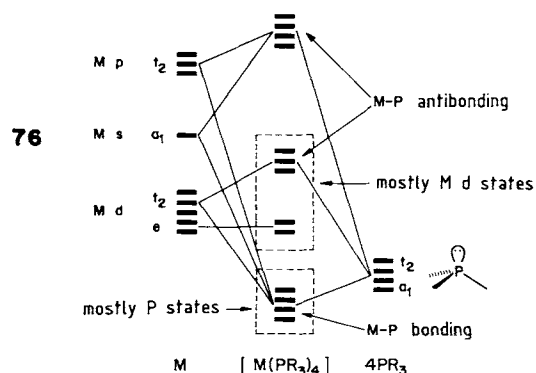 M p t₂
M-P antibonding
76
M s a₁
mostly M d states
M d t₂
e
t₂
a₁
P
mostly P states
M-P bonding
M [ M(PR₃)₄ ] 4PR₃